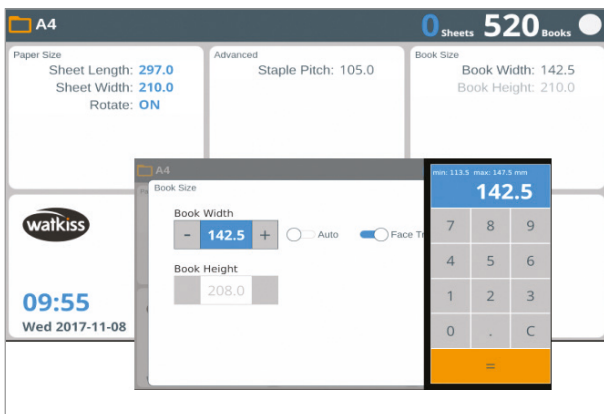 A4
0 Sheets 520 Books
Paper Size
Sheet Length: 297.0
Sheet Width: 210.0
Rotate: ON
Advanced
Staple Pitch: 105.0
Book Size
Book Width: 142.5
Book Height: 210.0
watkiss
09:55
Wed 2017-11-08
A4
Book Size
Book Width
- 142.5 +
Auto
Face Tr
Book Height
208.0
min: 113.5 max: 147.5 mm
142.5
7 8 9
4 5 6
1 2 3
0 . C
=